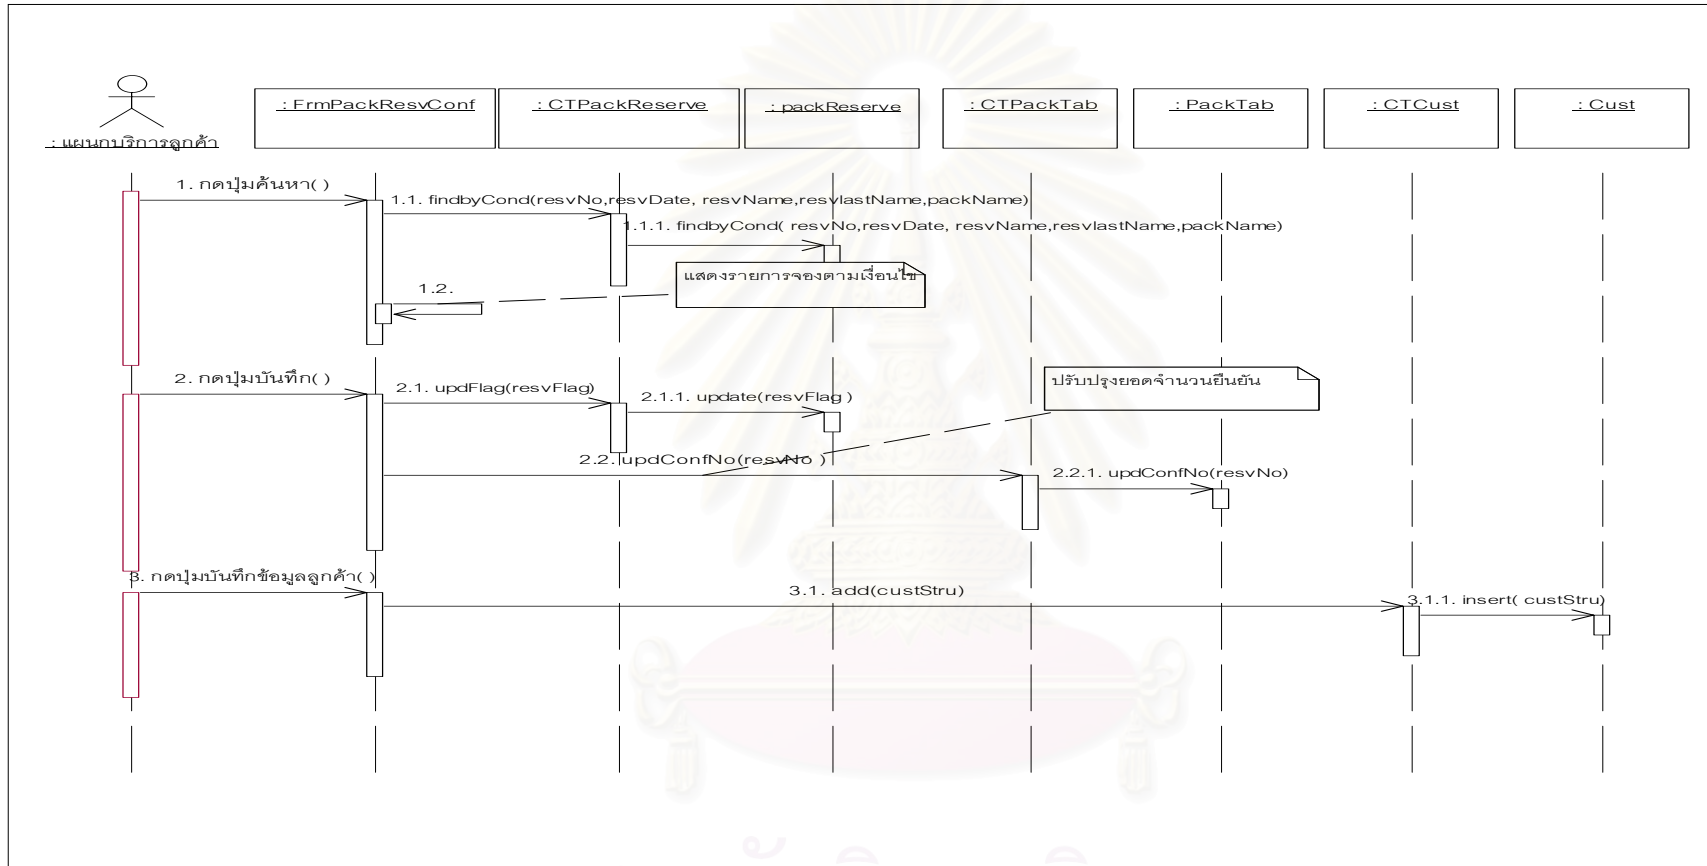 : แผนกบริการลูกค้า
: FrmPackResvConf
: CTPackReserve
: packReserve
: CTPackTab
: PackTab
: CTCust
: Cust
1. กดปุ่มค้นหา( )
1.1. findbyCond(resvNo,resvDate, resvName,resvlastName,packName)
1.1.1. findbyCond( resvNo,resvDate, resvName,resvlastName,packName)
แสดงรายการจองตามเงื่อนไข
1.2.
2. กดปุ่มบันทึก( )
2.1. updFlag(resvFlag)
2.1.1. update(resvFlag )
ปรับปรุงยอดจำนวนยืนยัน
2.2. updConfNo(resvNo )
2.2.1. updConfNo(resvNo)
3. กดปุ่มบันทึกข้อมูลลูกค้า( )
3.1. add(custStru)
3.1.1. insert( custStru)